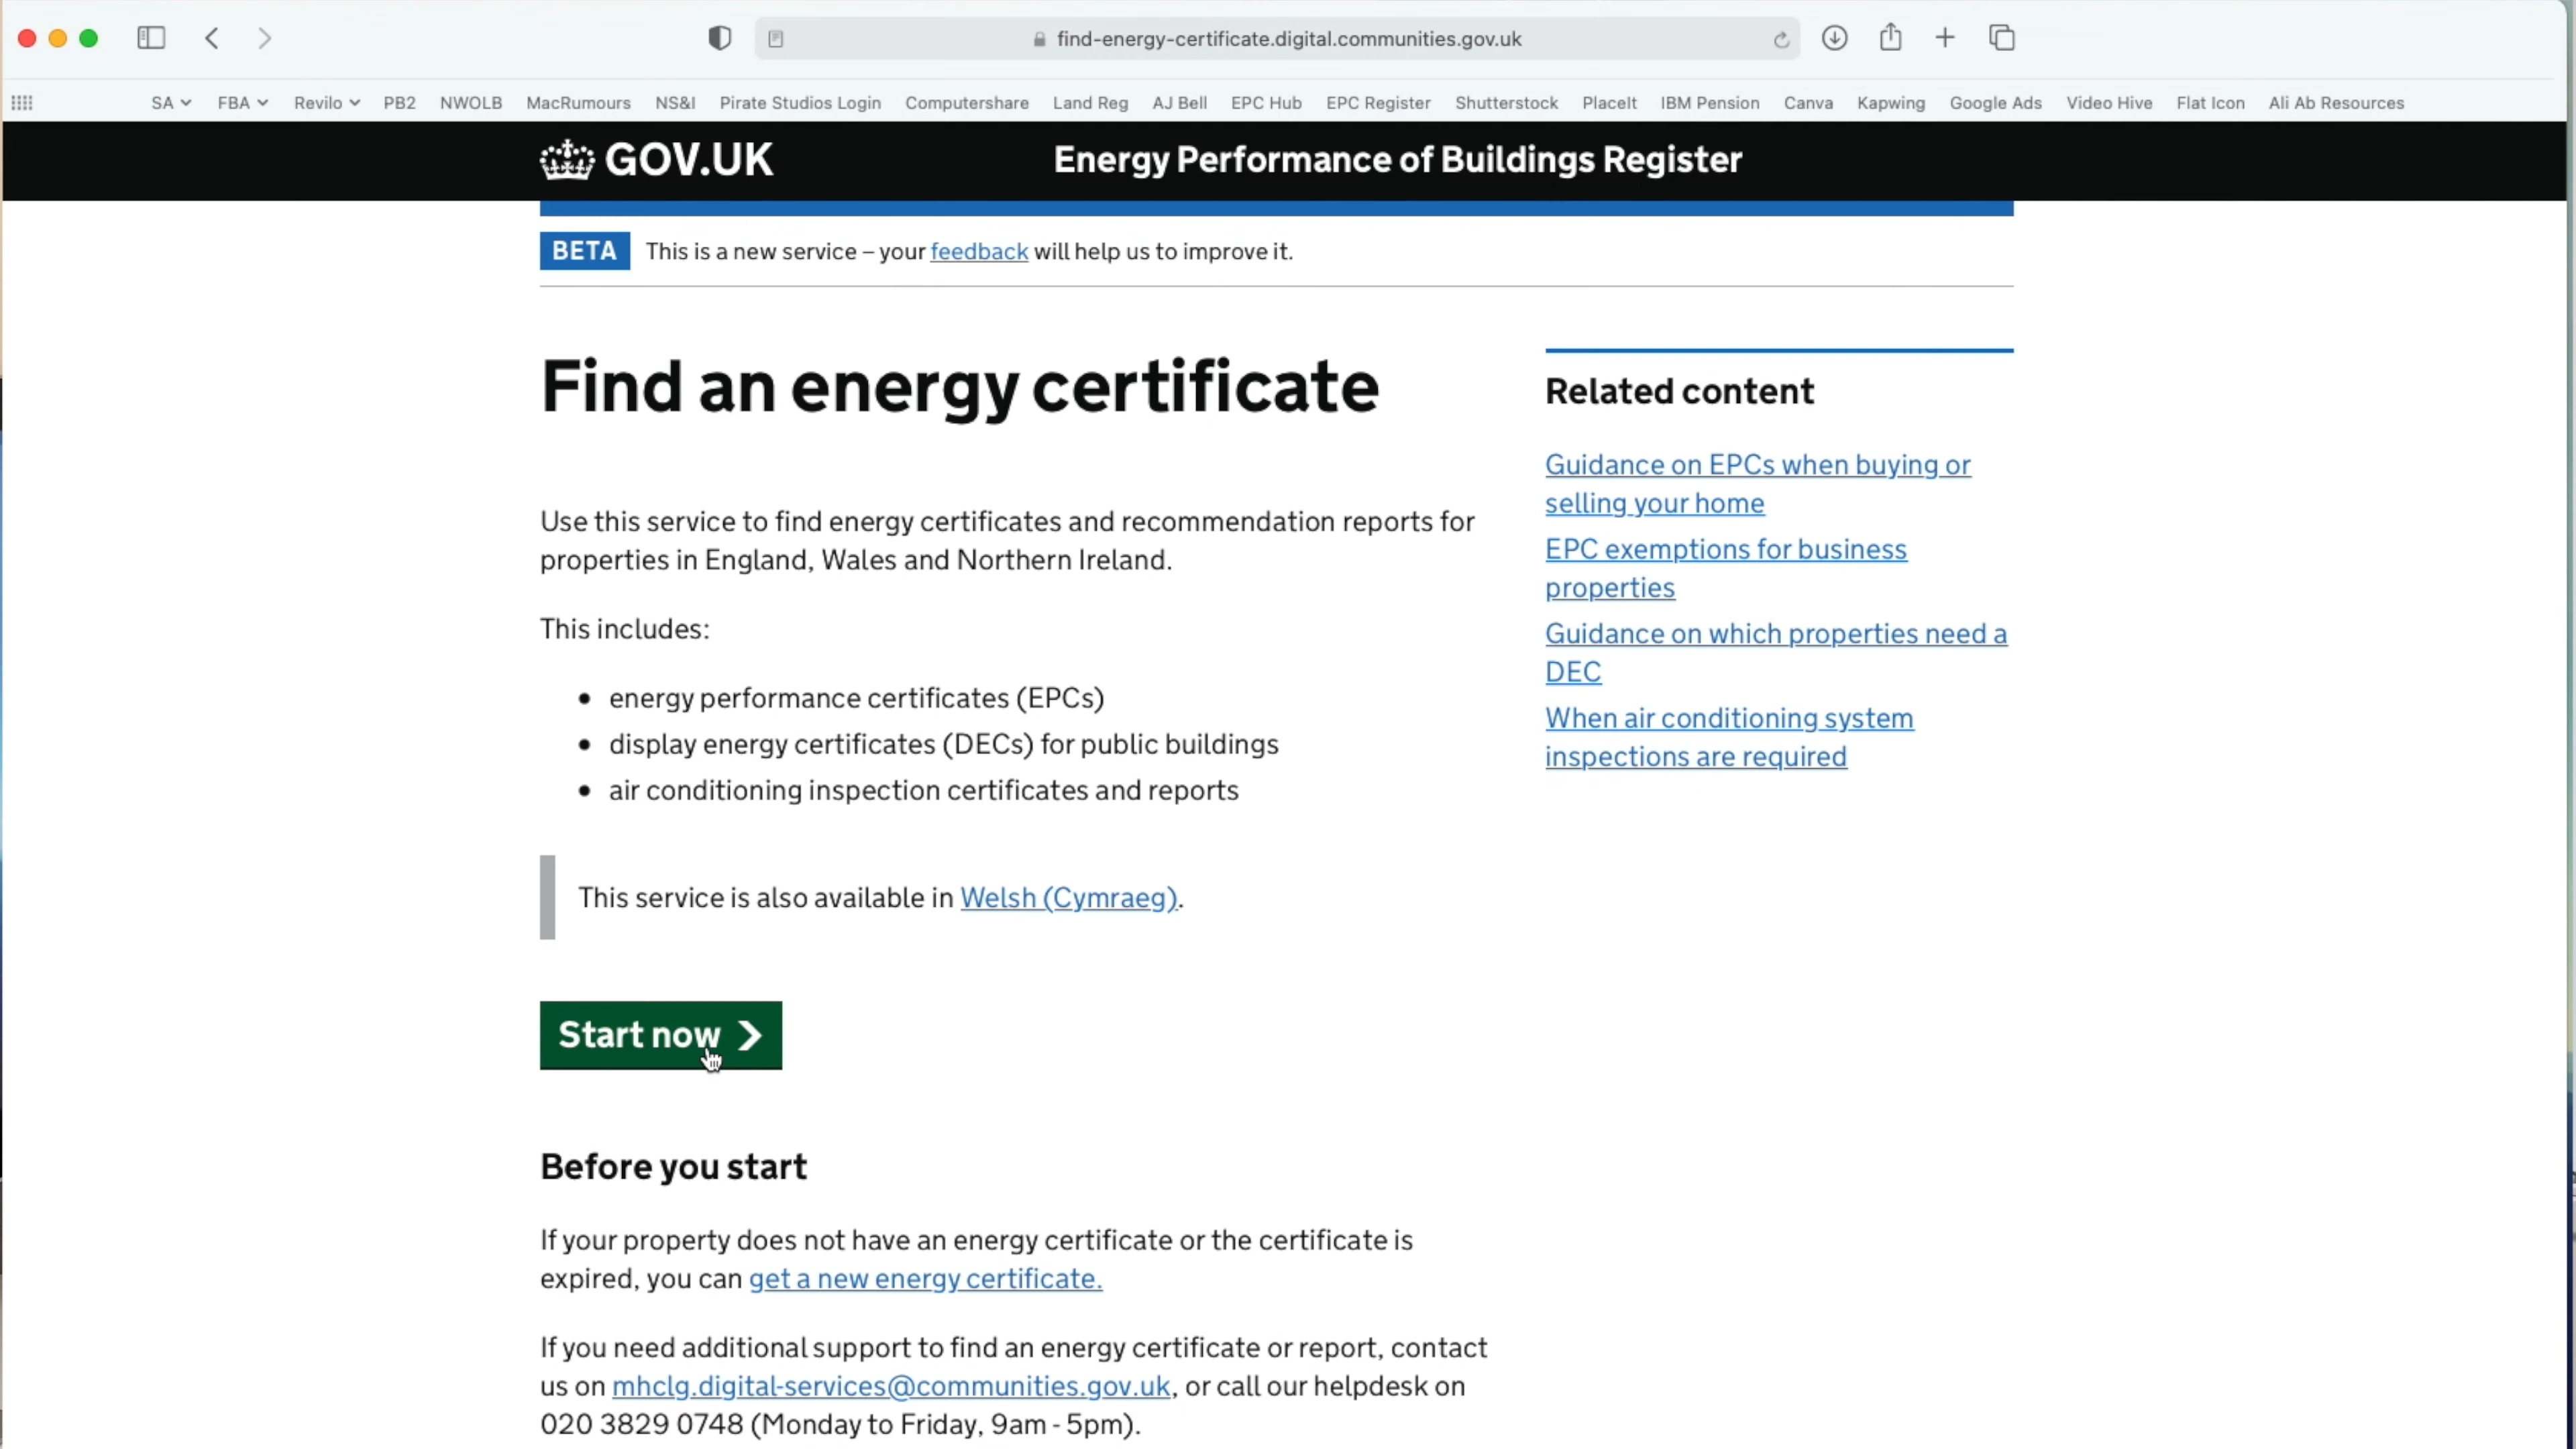 find-energy-certificate.digital.communities.gov.uk
SA FBA Revilo PB2 NWOLB MacRumours NS&I Pirate Studios Login Computershare Land Reg AJ Bell EPC Hub EPC Register Shutterstock PlaceIt IBM Pension Canva Kapwing Google Ads Video Hive Flat Icon Ali Ab Resources
GOV.UK Energy Performance of Buildings Register
BETA This is a new service – your feedback will help us to improve it.
Find an energy certificate
Use this service to find energy certificates and recommendation reports for
properties in England, Wales and Northern Ireland.
This includes:
• energy performance certificates (EPCs)
• display energy certificates (DECs) for public buildings
• air conditioning inspection certificates and reports
This service is also available in Welsh (Cymraeg).
Start now
Before you start
If your property does not have an energy certificate or the certificate is
expired, you can get a new energy certificate.
If you need additional support to find an energy certificate or report, contact
us on mhclg.digital-services@communities.gov.uk, or call our helpdesk on
020 3829 0748 (Monday to Friday, 9am - 5pm).
Related content
Guidance on EPCs when buying or
selling your home
EPC exemptions for business
properties
Guidance on which properties need a
DEC
When air conditioning system
inspections are required